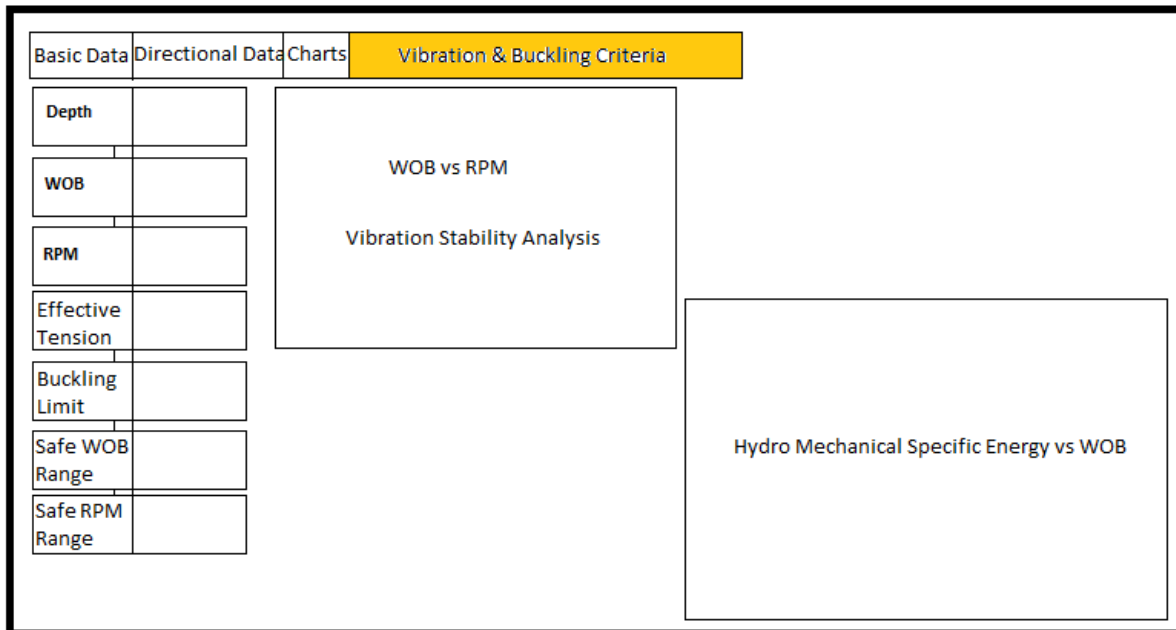 Basic Data Directional Data Charts Vibration & Buckling Criteria
Depth
WOB
RPM
Effective
Tension
Buckling
Limit
Safe WOB
Range
Safe RPM
Range
WOB vs RPM
Vibration Stability Analysis
Hydro Mechanical Specific Energy vs WOB